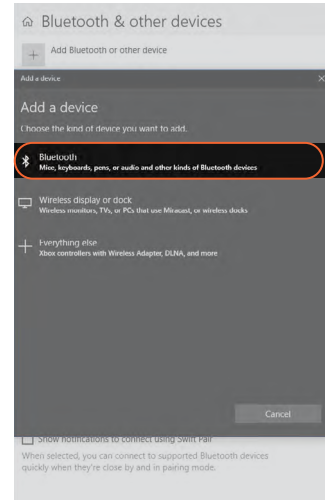 Bluetooth & other devices
Add Bluetooth or other device
Add a device
Add a device
Choose the kind of device you want to add.
Bluetooth
Mice, keyboards, pens, or audio and other kinds of Bluetooth devices
Wireless display or dock
Wireless monitors, TVs, or PCs that use Miracast, or wireless docks
Everything else
Xbox controllers with Wireless Adapter, DLNA, and more
Cancel
Show notifications to connect using Swift Pair
When selected, you can connect to supported Bluetooth devices
quickly when they're close by and in pairing mode.